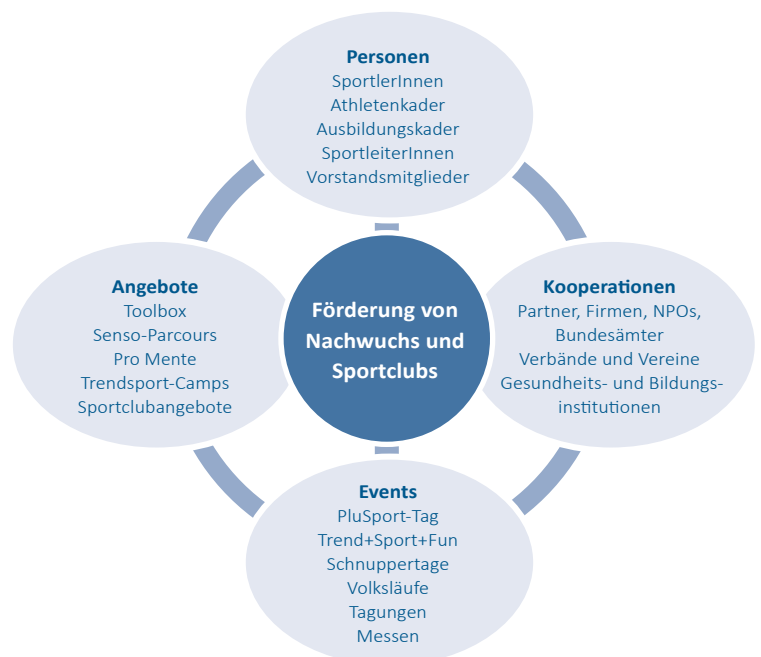 Personen
SportlerInnen
Athletenkader
Ausbildungskader
SportleiterInnen
Vorstandsmitglieder
Angebote
Toolbox
Senso-Parcours
Pro Mente
Trendsport-Camps
Sportclubangebote
Förderung von
Nachwuchs und
Sportclubs
Kooperationen
Partner, Firmen, NPOs,
Bundesämter
Verbände und Vereine
Gesundheits- und Bildungs-
institutionen
Events
PluSport-Tag
Trend+Sport+Fun
Schnuppertage
Volksläufe
Tagungen
Messen